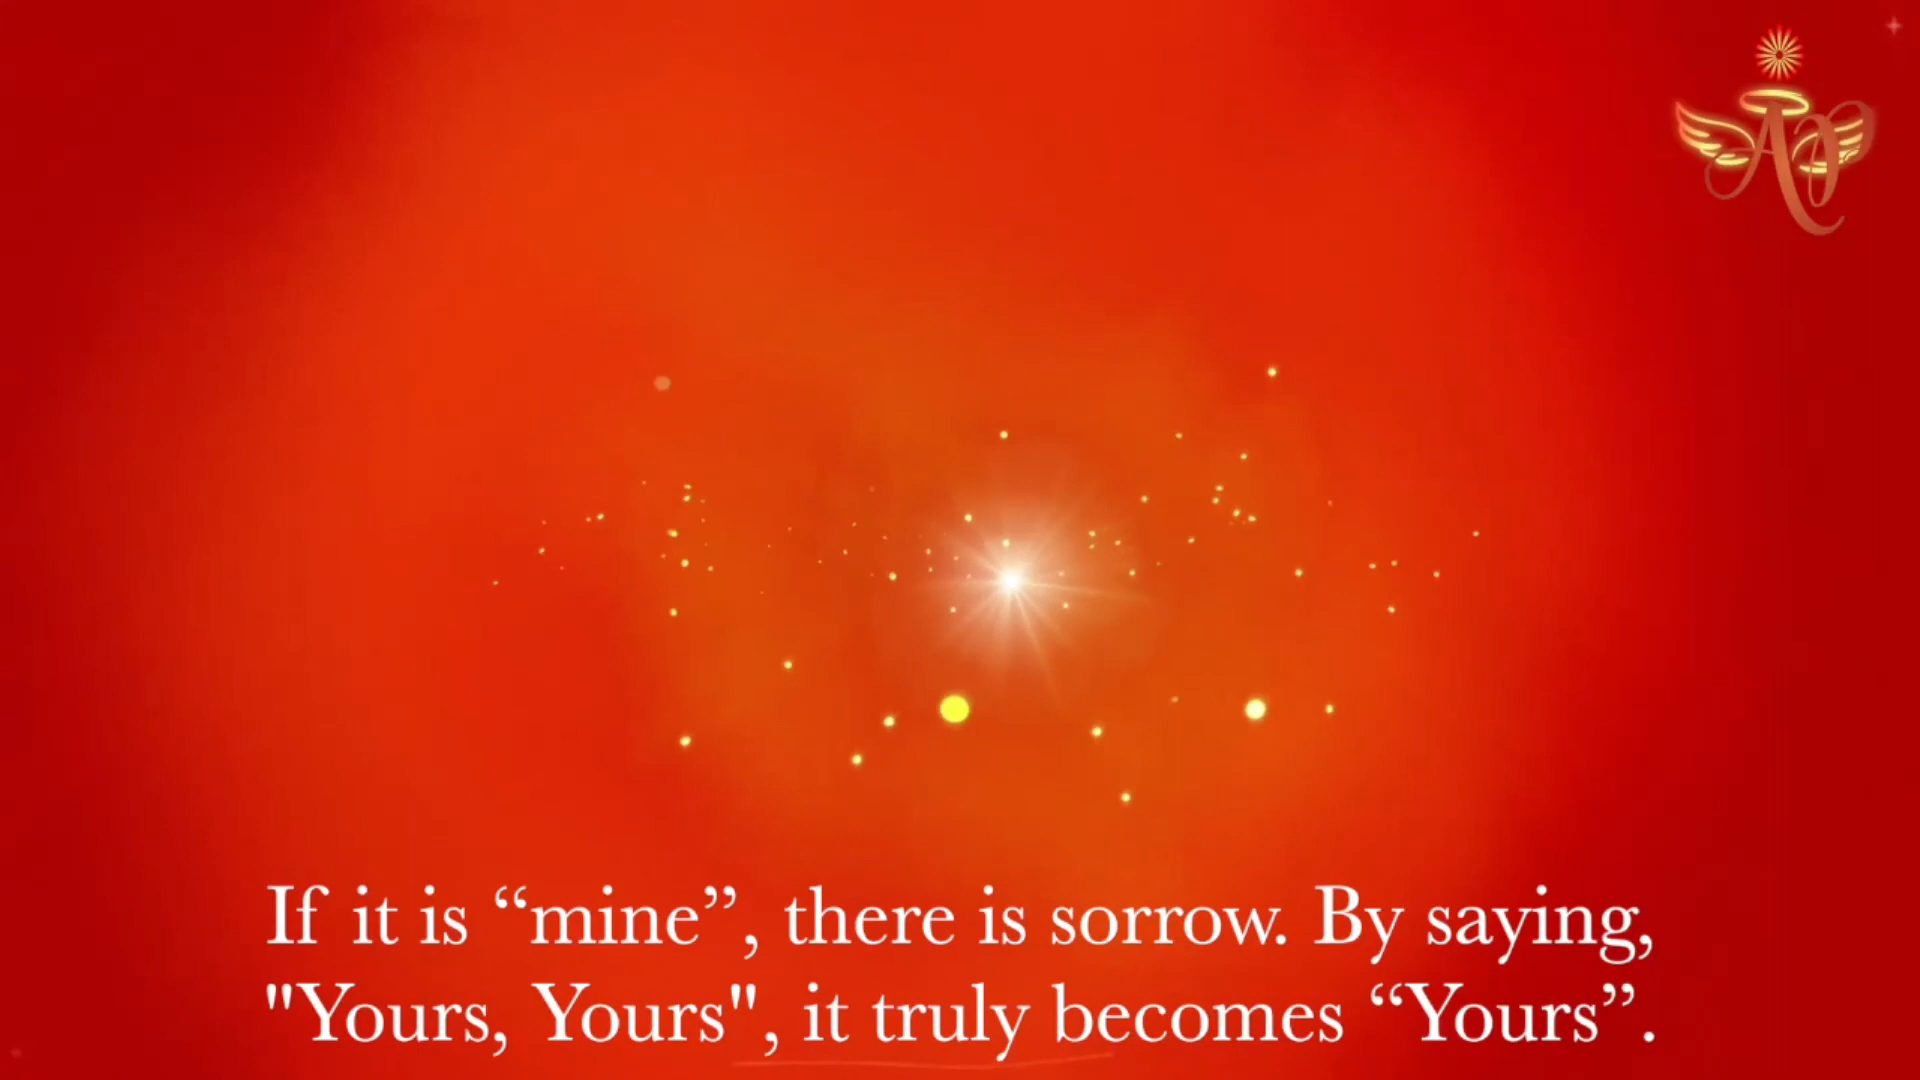 If it is “mine”, there is sorrow. By saying,
"Yours, Yours", it truly becomes “Yours”.